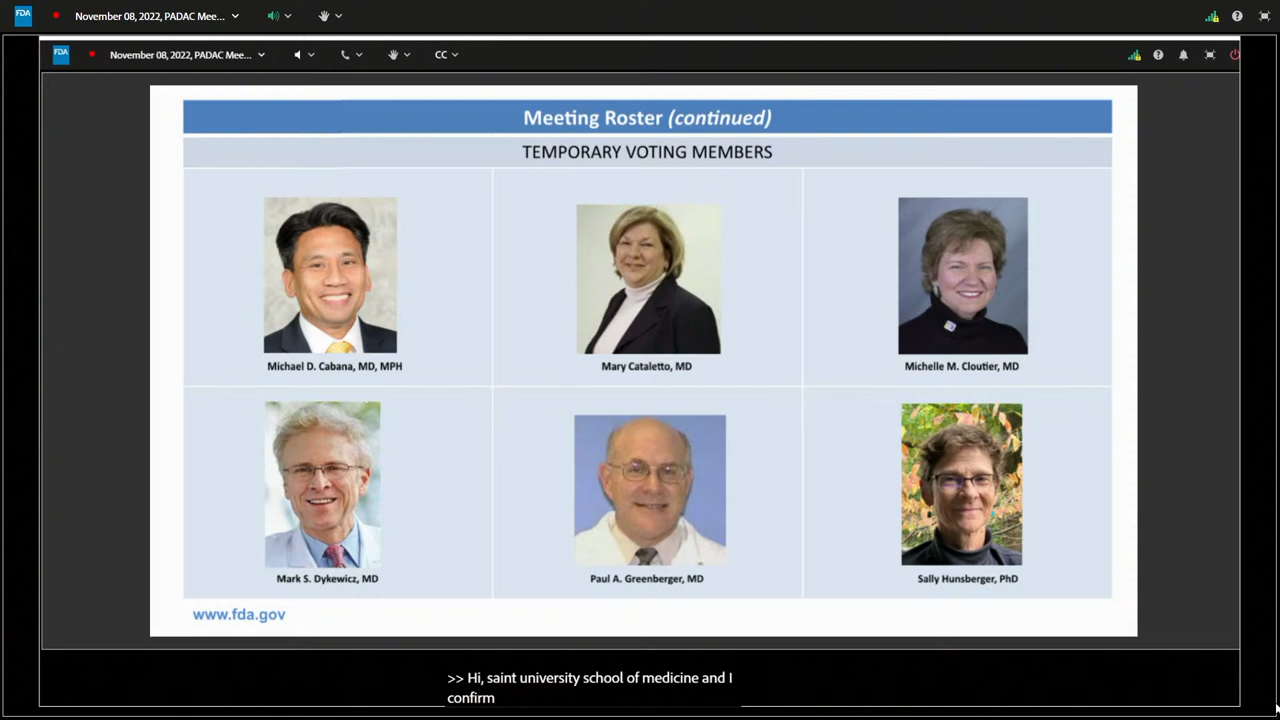 FDA
November 08, 2022, PADAC Mee...
FDA
November 08, 2022, PADAC Mee...
CC
Meeting Roster (continued)
TEMPORARY VOTING MEMBERS
Michael D. Cabana, MD, MPH
Mary Cataletto, MD
Michelle M. Cloutier, MD
Mark S. Dykewicz, MD
Paul A. Greenberger, MD
Sally Hunsberger, PhD
www.fda.gov
>> Hi, saint university school of medicine and I
confirm